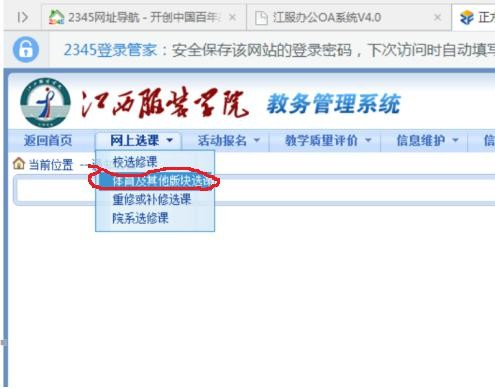 2345网址导航 - 开创中国百年
江服办公OA系统V4.0
正方
2345登录管家：安全保存该网站的登录密码，下次访问时自动填写
江西服装学院 教务管理系统
返回首页 网上选课 活动报名 教学质量评价 信息维护 信
当前位置 --
校选修课
体育及其他版块选课
重修或补修选课
院系选修课